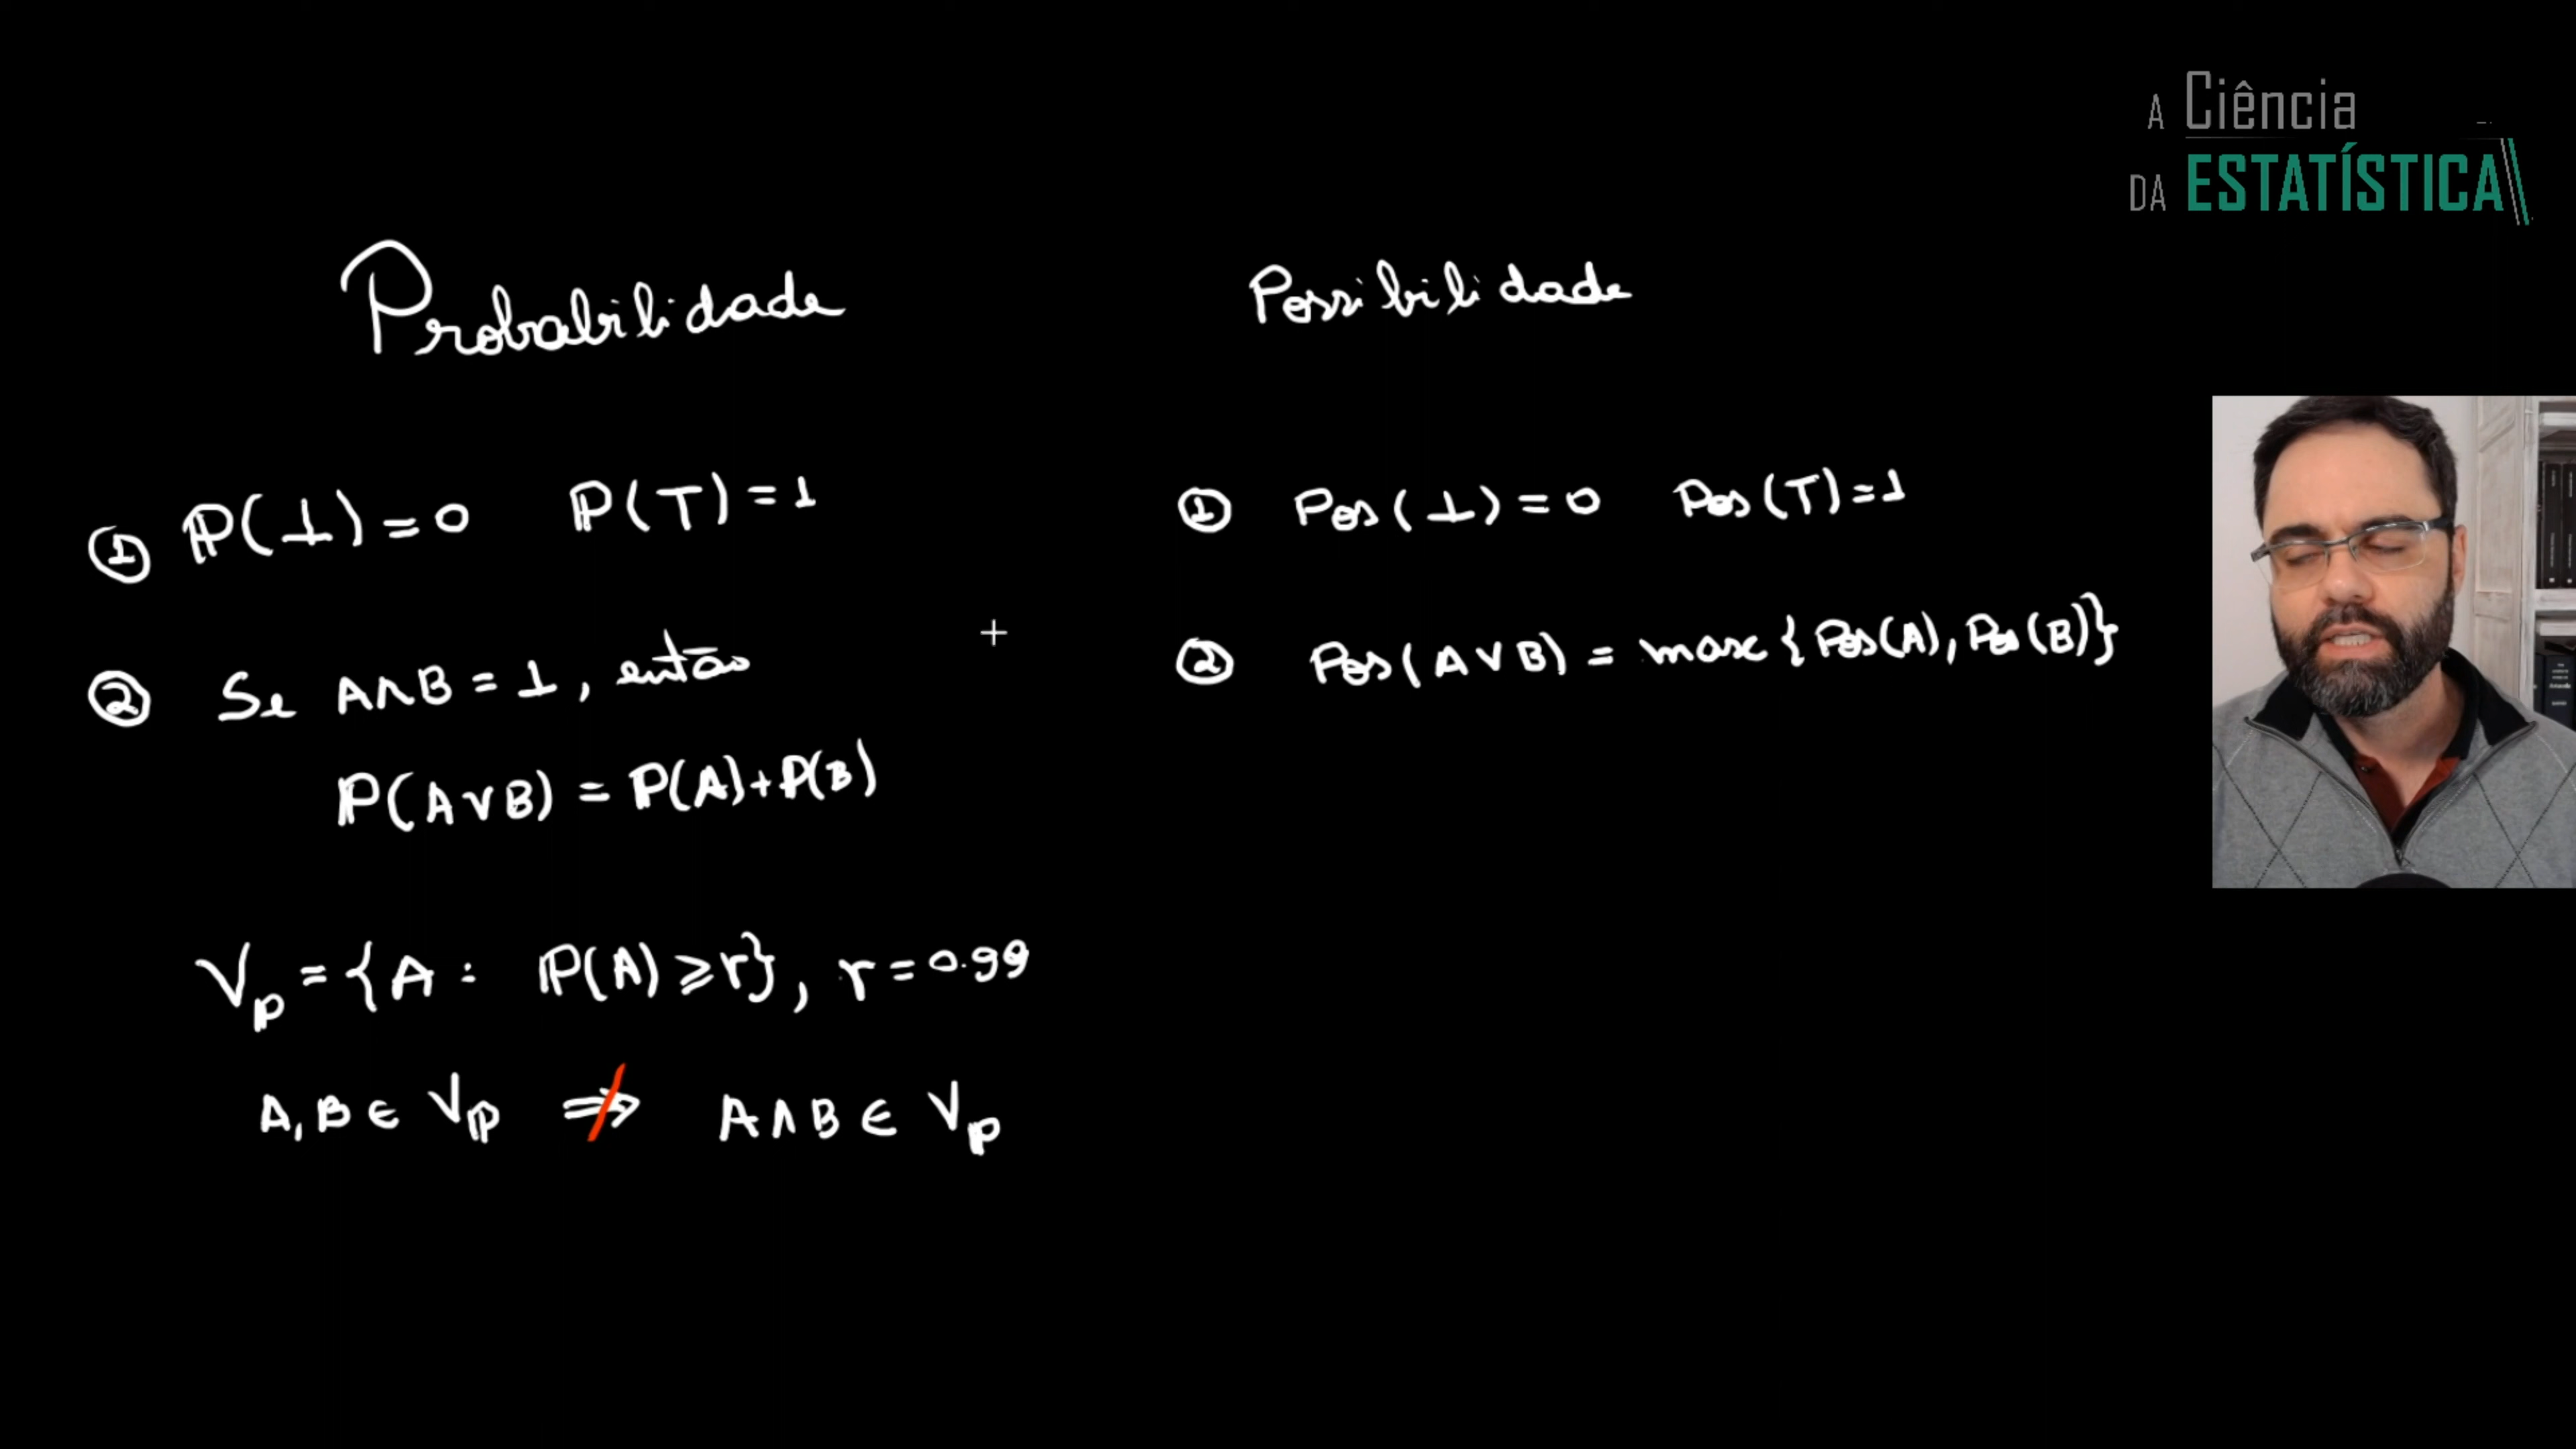 A Ciência
DA ESTATÍSTICA
Probabilidade
① ℙ(⊥) = 0 ℙ(T) = 1
② Se A∧B = ⊥, então
ℙ(A∨B) = ℙ(A)+ℙ(B)
V_ℙ = {A : ℙ(A) ⩾ r}, r = 0.99
A, B ∈ V_ℙ ⇏ A∧B ∈ V_ℙ
Possibilidade
① Pos(⊥) = 0 Pos(T) = 1
② Pos(A∨B) = max{Pos(A), Pos(B)}